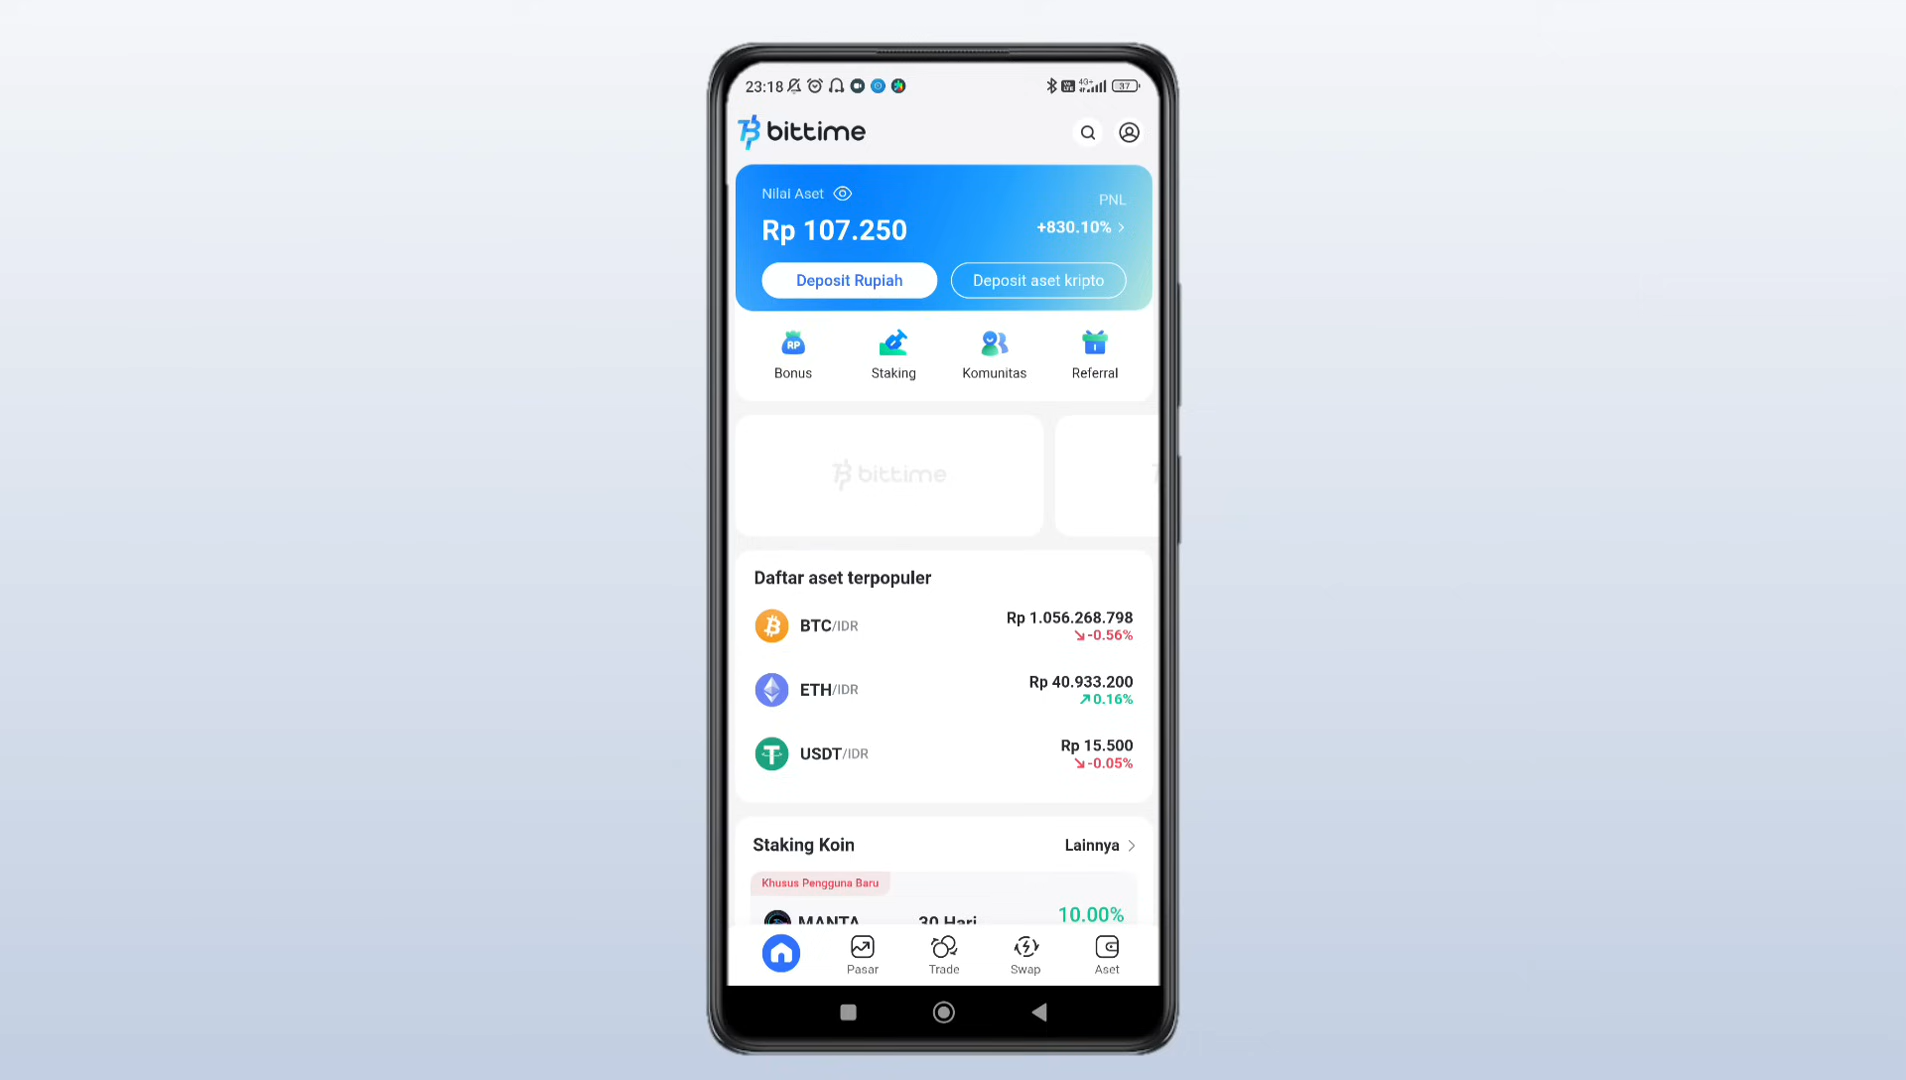 23:18 4G+ 37
bittime
Nilai Aset
PNL
Rp 107.250
+830.10%
Deposit Rupiah
Deposit aset kripto
RP
Bonus
Staking
Komunitas
Referral
bittime
Daftar aset terpopuler
BTC/IDR
Rp 1.056.268.798
-0.56%
ETH/IDR
Rp 40.933.200
0.16%
USDT/IDR
Rp 15.500
-0.05%
Staking Koin
Lainnya
Khusus Pengguna Baru
MANTA
30 Hari
10.00%
Pasar
Trade
Swap
Aset